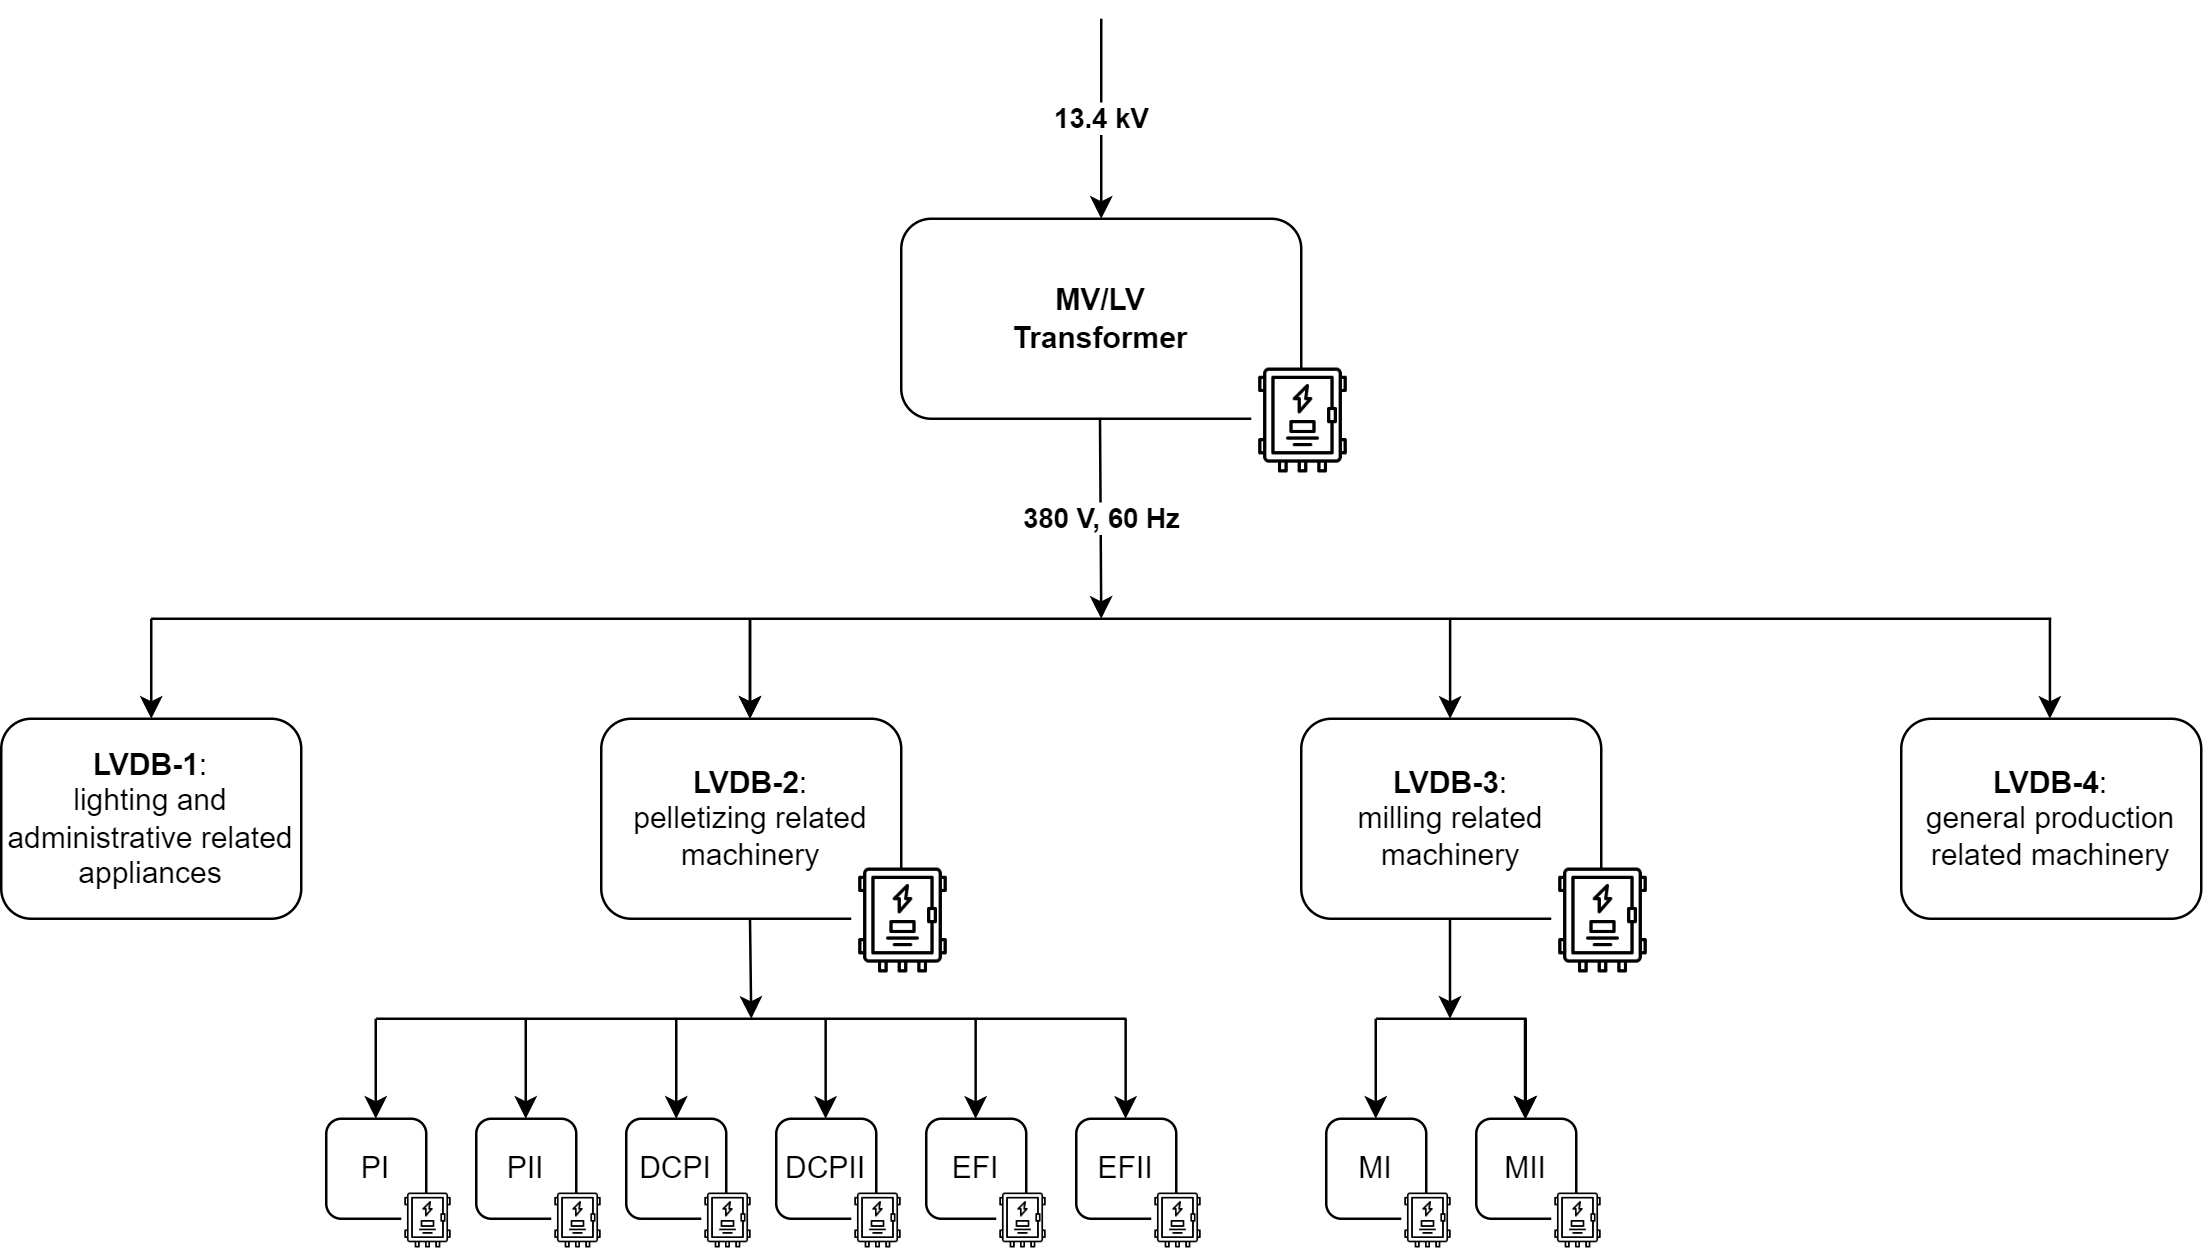 13.4 kV
MV/LV
Transformer
380 V, 60 Hz
LVDB-1:
lighting and
administrative related
appliances
LVDB-2:
pelletizing related
machinery
LVDB-3:
milling related
machinery
LVDB-4:
general production
related machinery
PI
PII
DCPI
DCPII
EFI
EFII
MI
MII